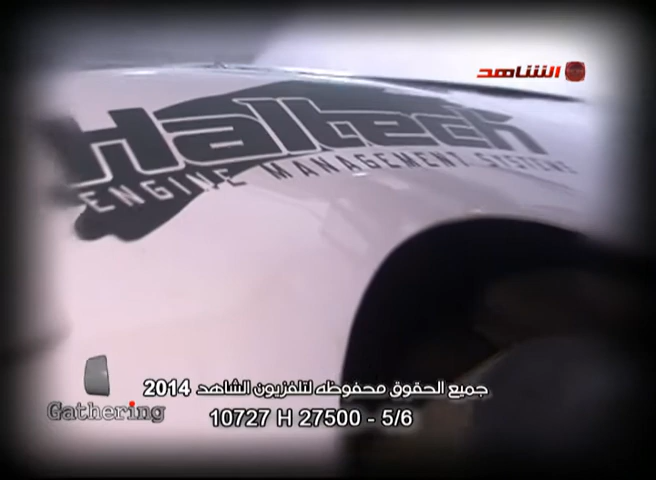 الشاهد
Haltech
ENGINE MANAGEMENT SYSTEMS
جميع الحقوق محفوظه لتلفزيون الشاهد 2014
Gathering
10727 H 27500 - 5/6